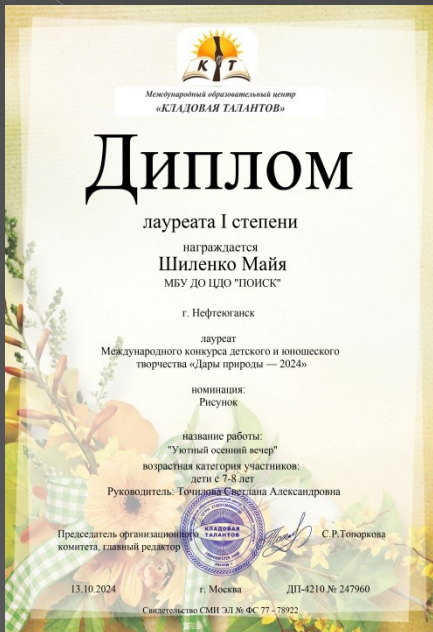 К Т
Международный образовательный центр
«КЛАДОВАЯ ТАЛАНТОВ»
Диплом
лауреата I степени
награждается
Шиленко Майя
МБУ ДО ЦДО "ПОИСК"
г. Нефтеюганск
лауреат
Международного конкурса детского и юношеского
творчества «Дары природы — 2024»
номинация:
Рисунок
название работы:
"Уютный осенний вечер"
возрастная категория участников:
дети с 7-8 лет
Руководитель: Точилова Светлана Александровна
Председатель организационного
комитета, главный редактор
КЛАДОВАЯ
ТАЛАНТОВ
С.Р.Топоркова
13.10.2024 г. Москва ДП-4210 № 247960
Свидетельство СМИ ЭЛ № ФС 77 - 78922